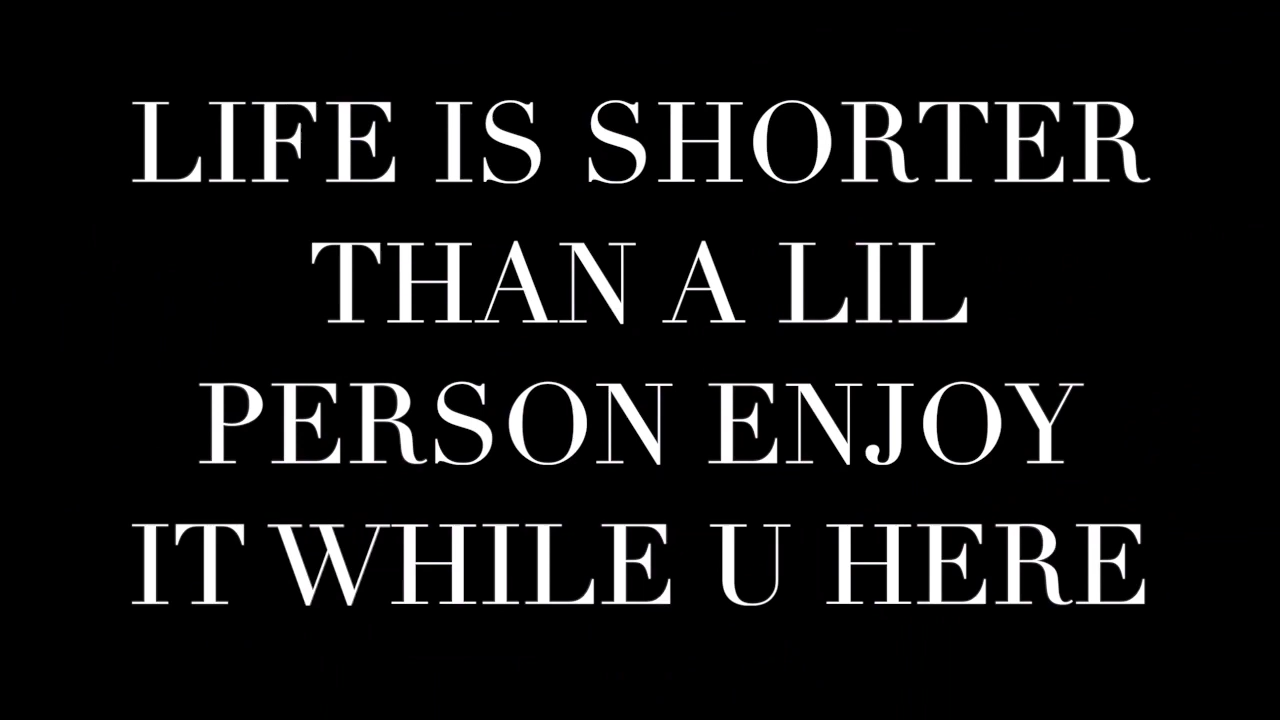 LIFE IS SHORTER
THAN A LIL
PERSON ENJOY
IT WHILE U HERE